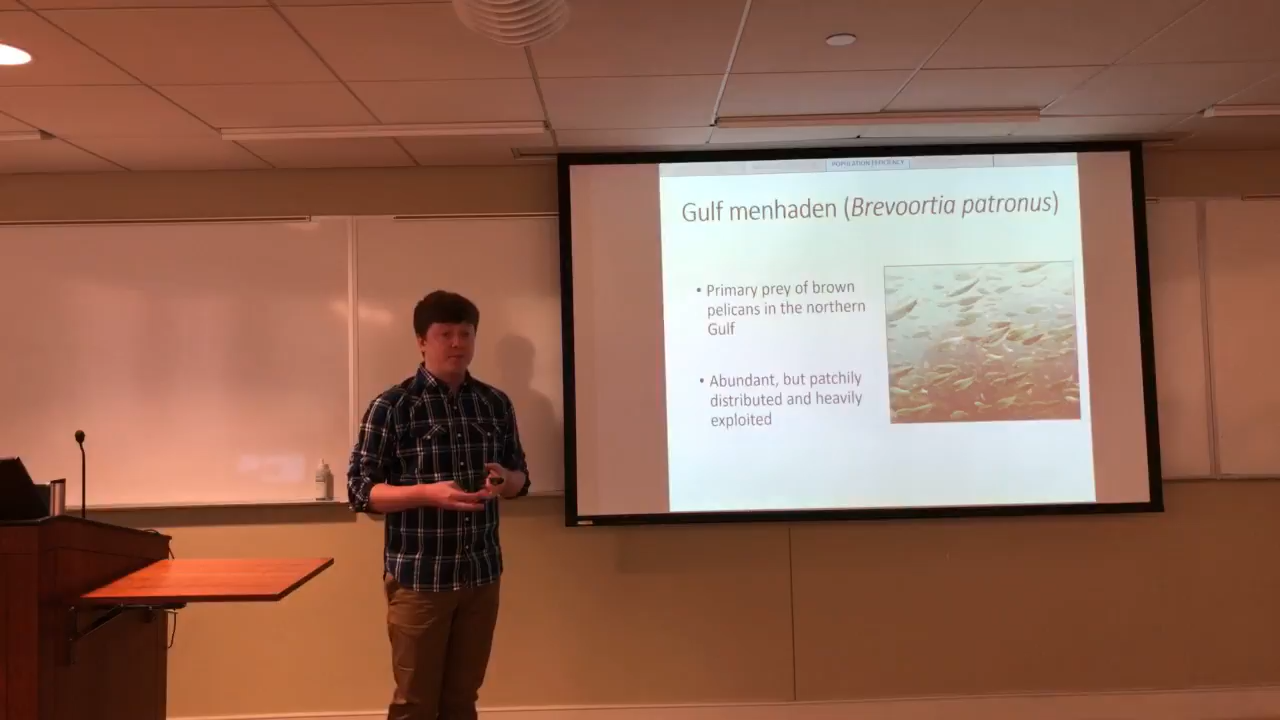 POPULATION EFFICIENCY
Gulf menhaden (Brevoortia patronus)
• Primary prey of brown
pelicans in the northern
Gulf
• Abundant, but patchily
distributed and heavily
exploited